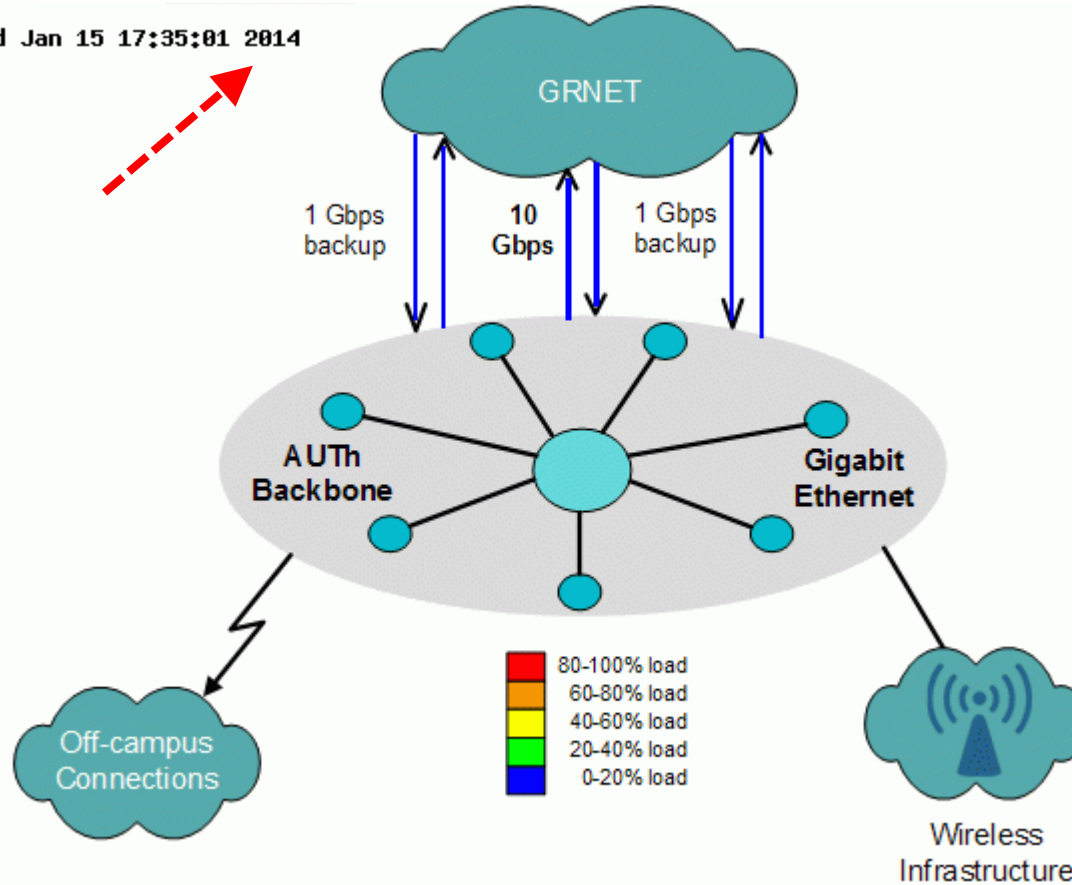 Jan 15 17:35:01 2014
GRNET
1 Gbps
backup
10
Gbps
1 Gbps
backup
AUTh
Backbone
Gigabit
Ethernet
80-100% load
60-80% load
40-60% load
20-40% load
0-20% load
Off-campus
Connections
Wireless
Infrastructure